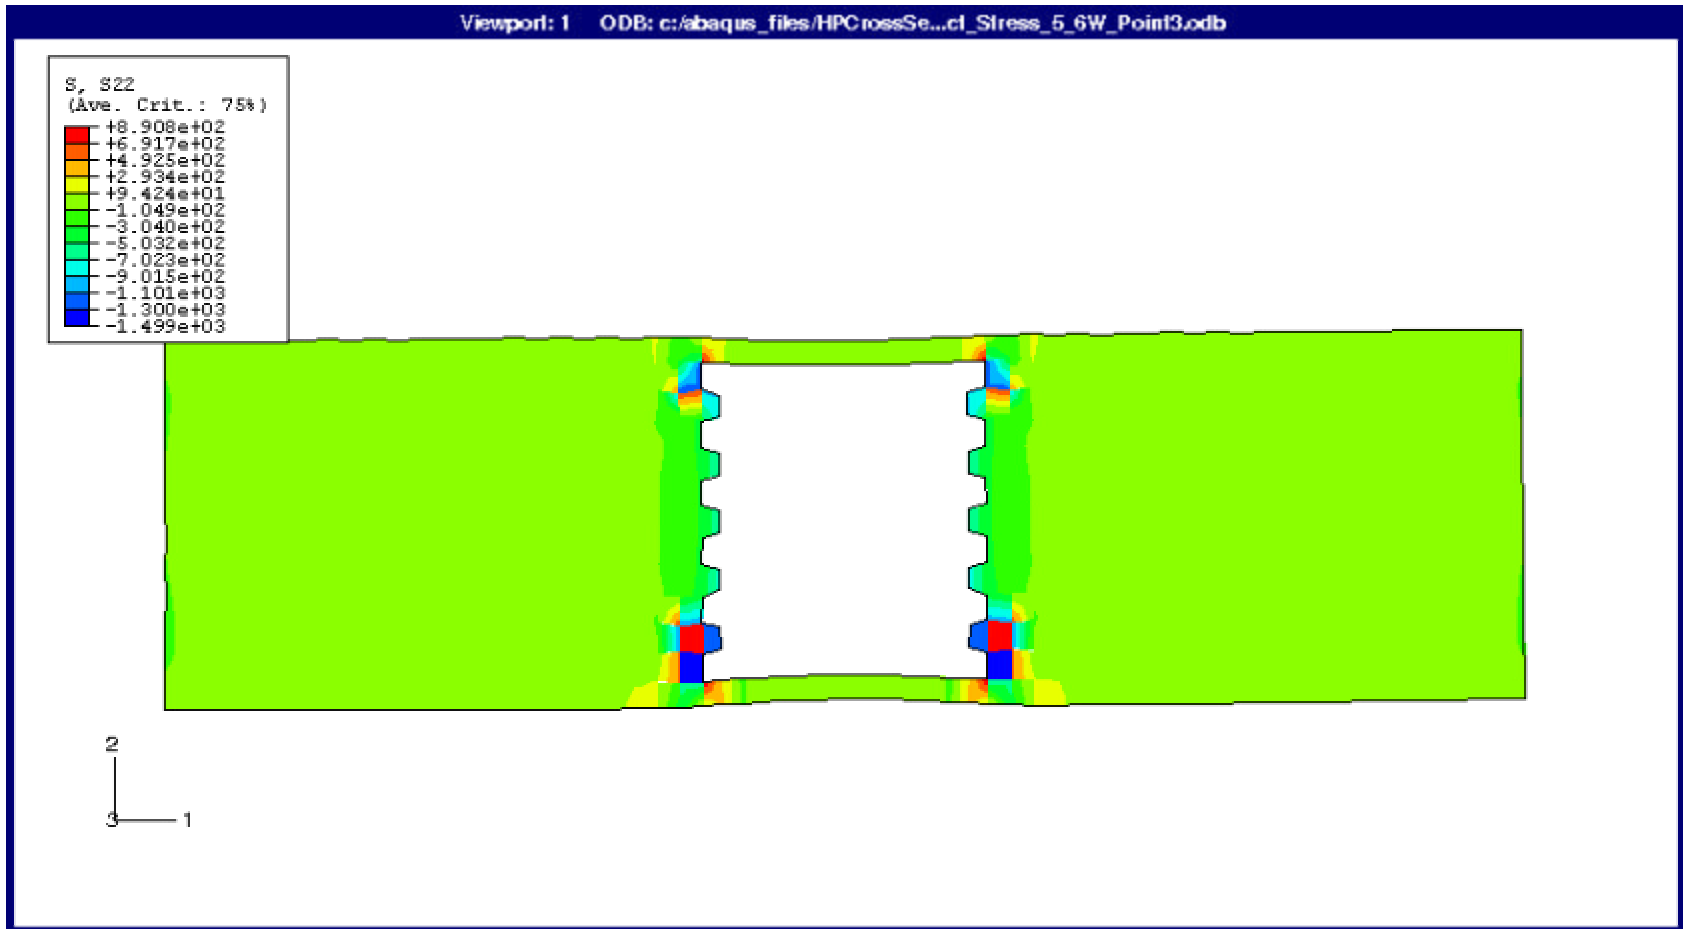 Viewport: 1 ODB: c:/abaqus_files/HPCrossSe...ct_Stress_5_6W_Point3.odb
S, S22
(Ave. Crit.: 75%)
+8.908e+02
+6.917e+02
+4.925e+02
+2.934e+02
+9.424e+01
-1.049e+02
-3.040e+02
-5.032e+02
-7.023e+02
-9.015e+02
-1.101e+03
-1.300e+03
-1.499e+03
2
3 1